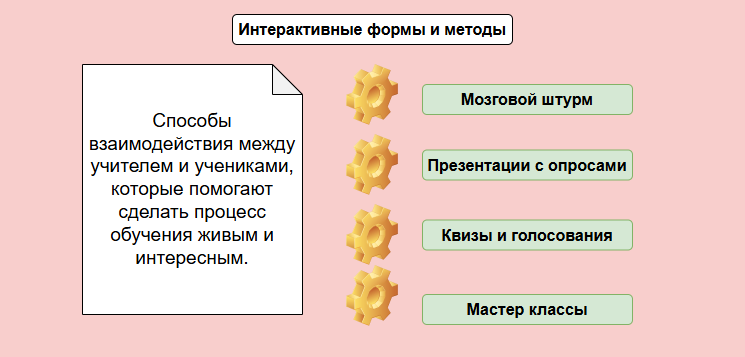 Интерактивные формы и методы
Способы
взаимодействия между
учителем и учениками,
которые помогают
сделать процесс
обучения живым и
интересным.
Мозговой штурм
Презентации с опросами
Квизы и голосования
Мастер классы